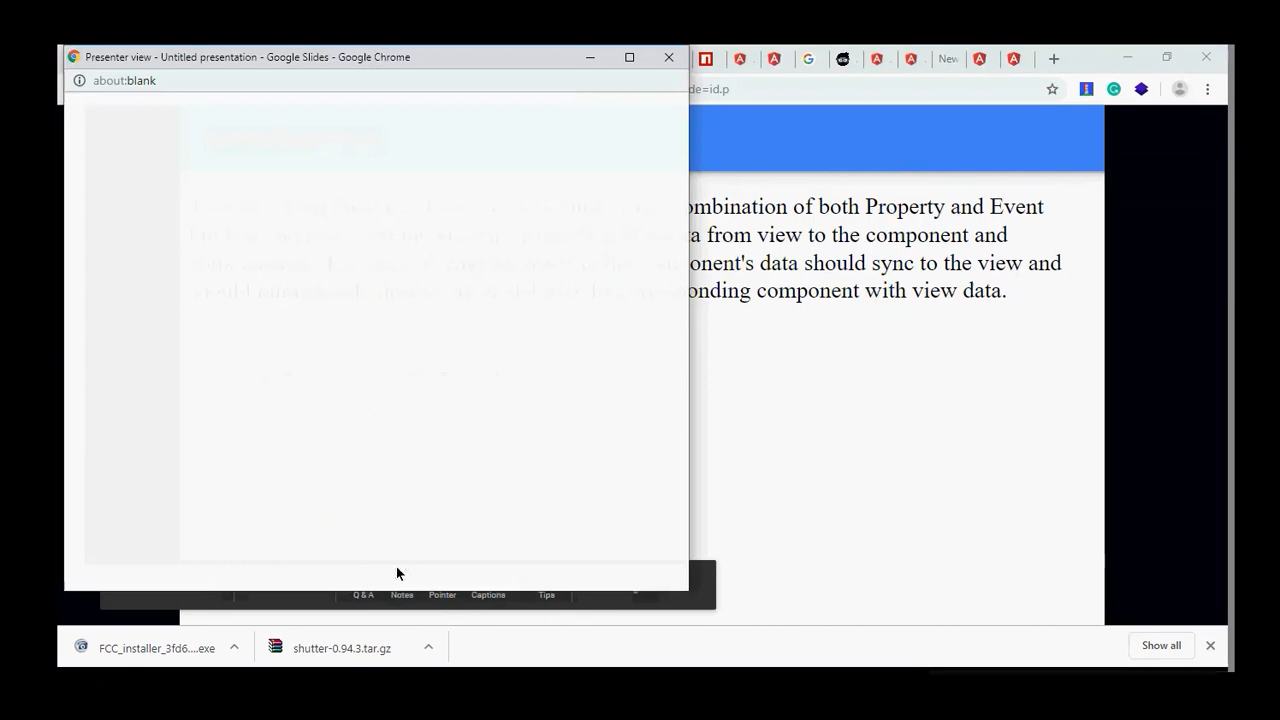 Presenter view - Untitled presentation - Google Slides - Google Chrome
about:blank
New
de=id.p
ombination of both Property and Event
a from view to the component and
onent's data should sync to the view and
onding component with view data.
Q & A Notes Pointer Captions Tips
FCC_installer_3fd6....exe
shutter-0.94.3.tar.gz
Show all